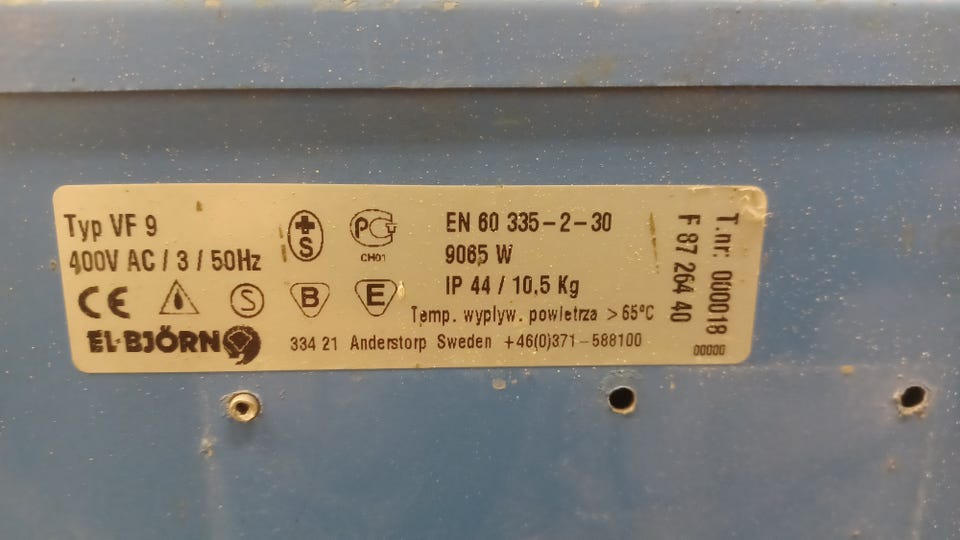 Typ VF 9
400V AC / 3 / 50Hz
CE
S
EL·BJÖRN
+
S
PCT
CH01
B
E
EN 60 335-2-30
9065 W
IP 44 / 10,5 Kg
Temp. wyplyw. powietrza > 65°C
334 21 Anderstorp Sweden +46(0)371-588100
T.nr: 000018
F 87 264 40
00000